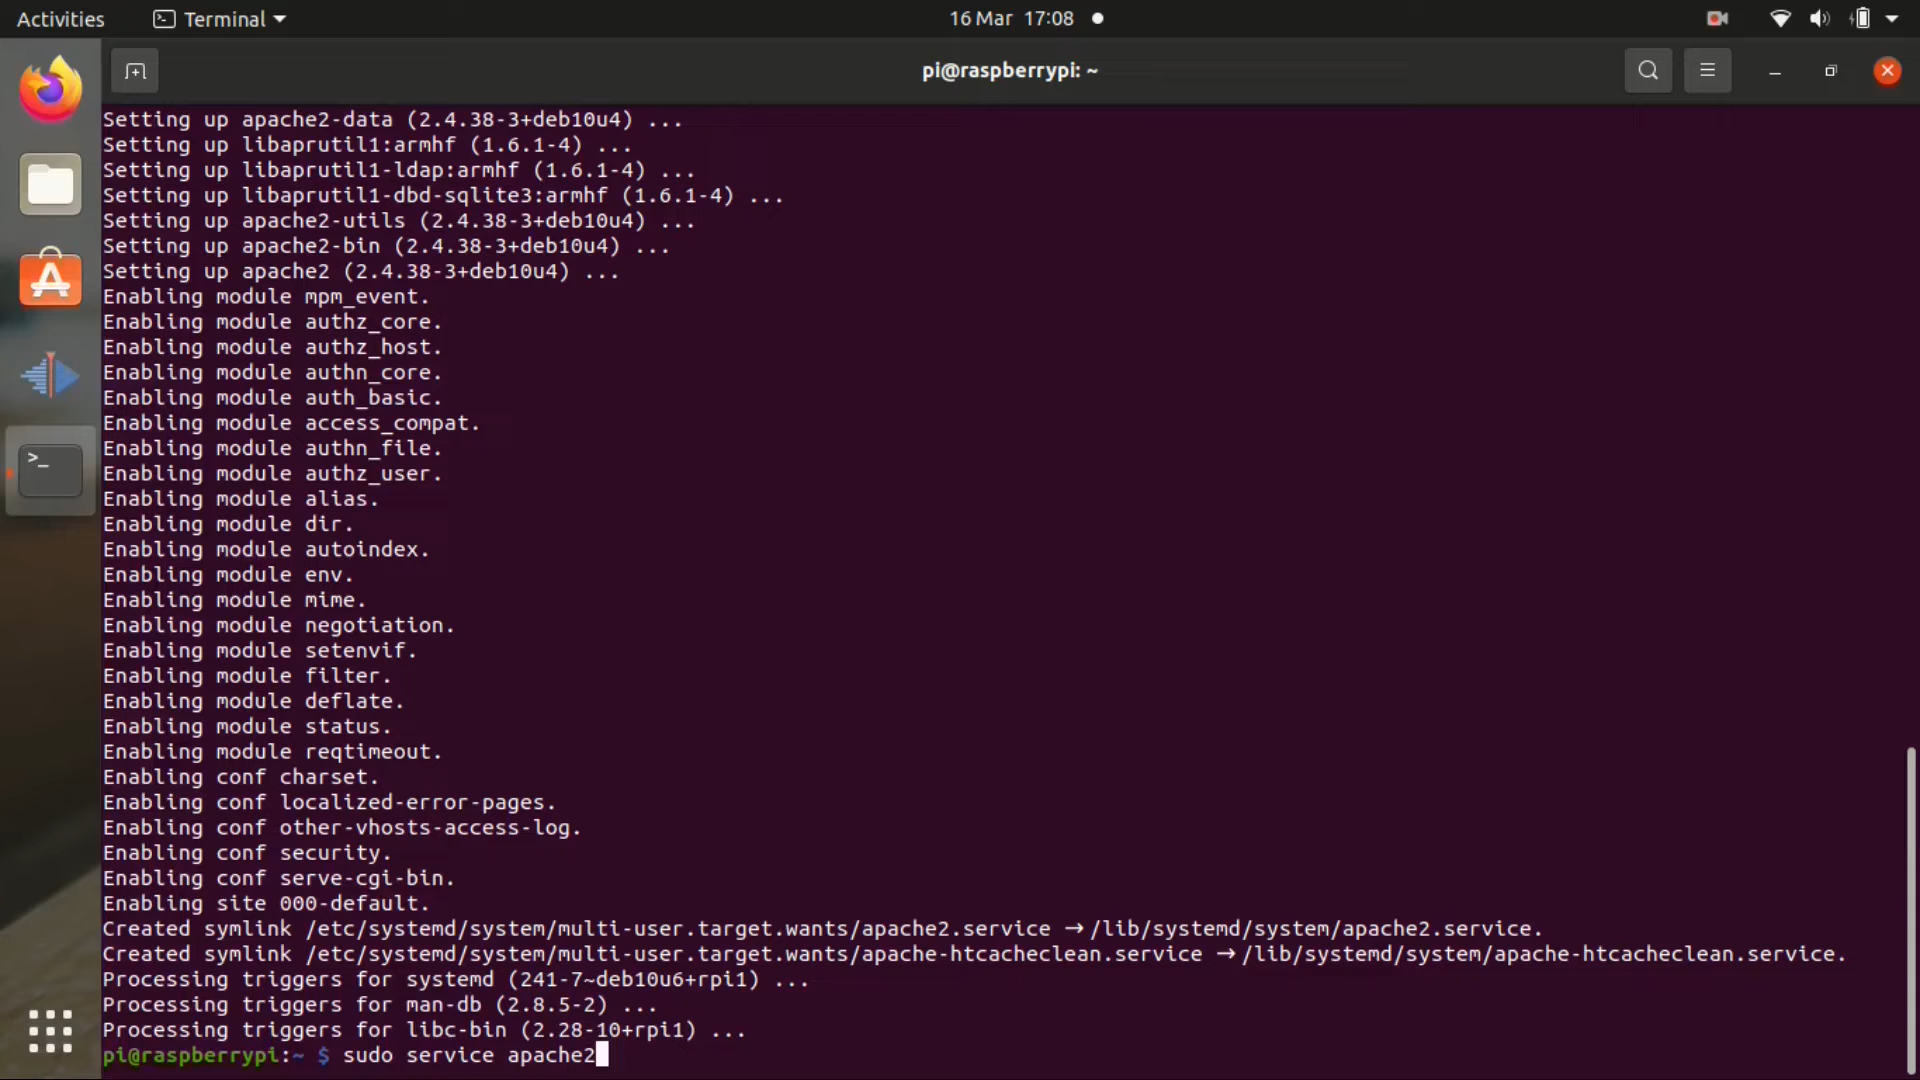 Activities Terminal 16 Mar 17:08
pi@raspberrypi: ~
Setting up apache2-data (2.4.38-3+deb10u4) ...
Setting up libaprutil1:armhf (1.6.1-4) ...
Setting up libaprutil1-ldap:armhf (1.6.1-4) ...
Setting up libaprutil1-dbd-sqlite3:armhf (1.6.1-4) ...
Setting up apache2-utils (2.4.38-3+deb10u4) ...
Setting up apache2-bin (2.4.38-3+deb10u4) ...
Setting up apache2 (2.4.38-3+deb10u4) ...
Enabling module mpm_event.
Enabling module authz_core.
Enabling module authz_host.
Enabling module authn_core.
Enabling module auth_basic.
Enabling module access_compat.
Enabling module authn_file.
Enabling module authz_user.
Enabling module alias.
Enabling module dir.
Enabling module autoindex.
Enabling module env.
Enabling module mime.
Enabling module negotiation.
Enabling module setenvif.
Enabling module filter.
Enabling module deflate.
Enabling module status.
Enabling module reqtimeout.
Enabling conf charset.
Enabling conf localized-error-pages.
Enabling conf other-vhosts-access-log.
Enabling conf security.
Enabling conf serve-cgi-bin.
Enabling site 000-default.
Created symlink /etc/systemd/system/multi-user.target.wants/apache2.service → /lib/systemd/system/apache2.service.
Created symlink /etc/systemd/system/multi-user.target.wants/apache-htcacheclean.service → /lib/systemd/system/apache-htcacheclean.service.
Processing triggers for systemd (241-7~deb10u6+rpi1) ...
Processing triggers for man-db (2.8.5-2) ...
Processing triggers for libc-bin (2.28-10+rpi1) ...
pi@raspberrypi:~ $ sudo service apache2